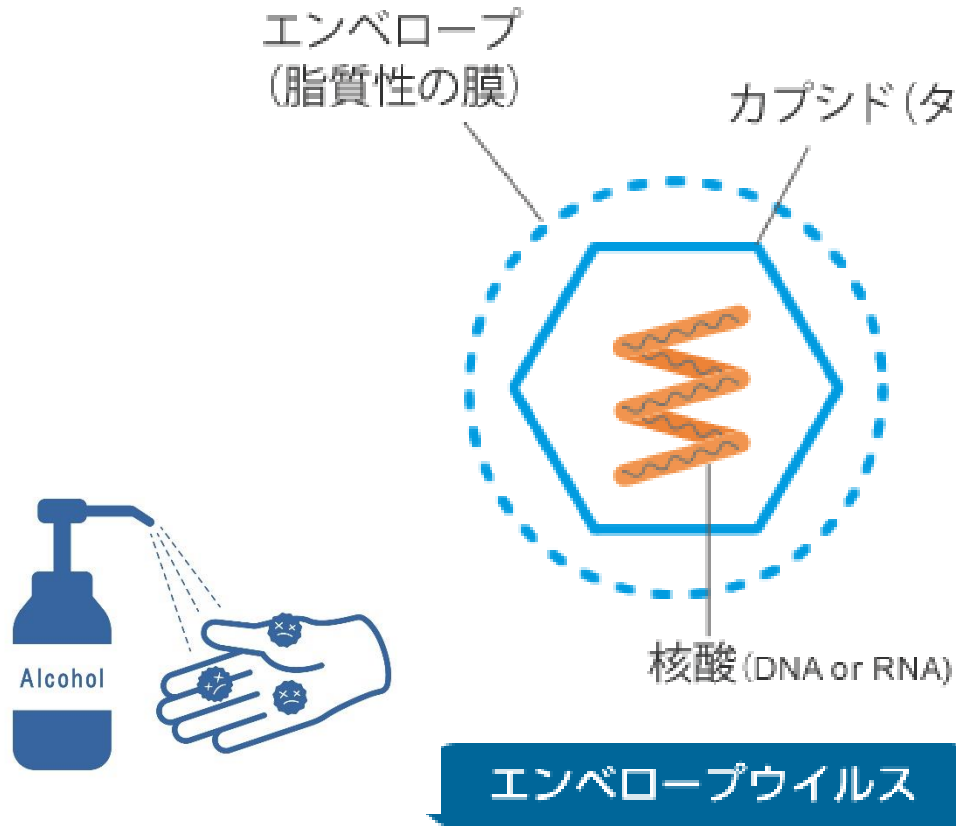 エンベロープ
（脂質性の膜）
カプシド（タ
Alcohol
核酸（DNA or RNA）
エンベロープウイルス